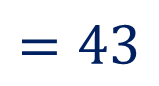 = 43